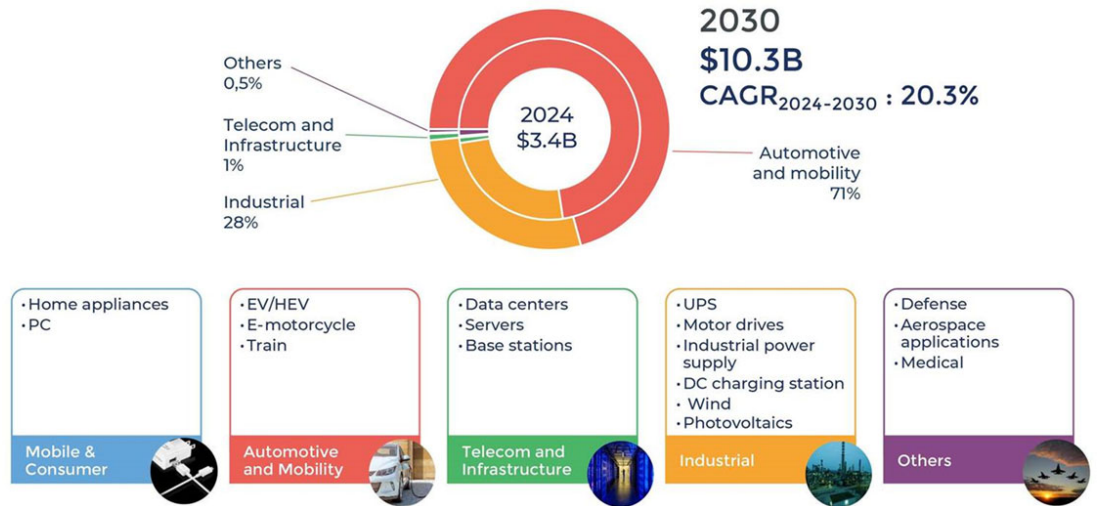 2030
$10.3B
CAGR2024-2030 : 20.3%
Others
0,5%
Telecom and
Infrastructure
1%
Industrial
28%
2024
$3.4B
Automotive
and mobility
71%
·Home appliances
·PC
Mobile &
Consumer
·EV/HEV
·E-motorcycle
·Train
Automotive
and Mobility
·Data centers
·Servers
·Base stations
Telecom and
Infrastructure
·UPS
·Motor drives
·Industrial power
supply
·DC charging station
· Wind
·Photovoltaics
Industrial
·Defense
·Aerospace
applications
·Medical
Others